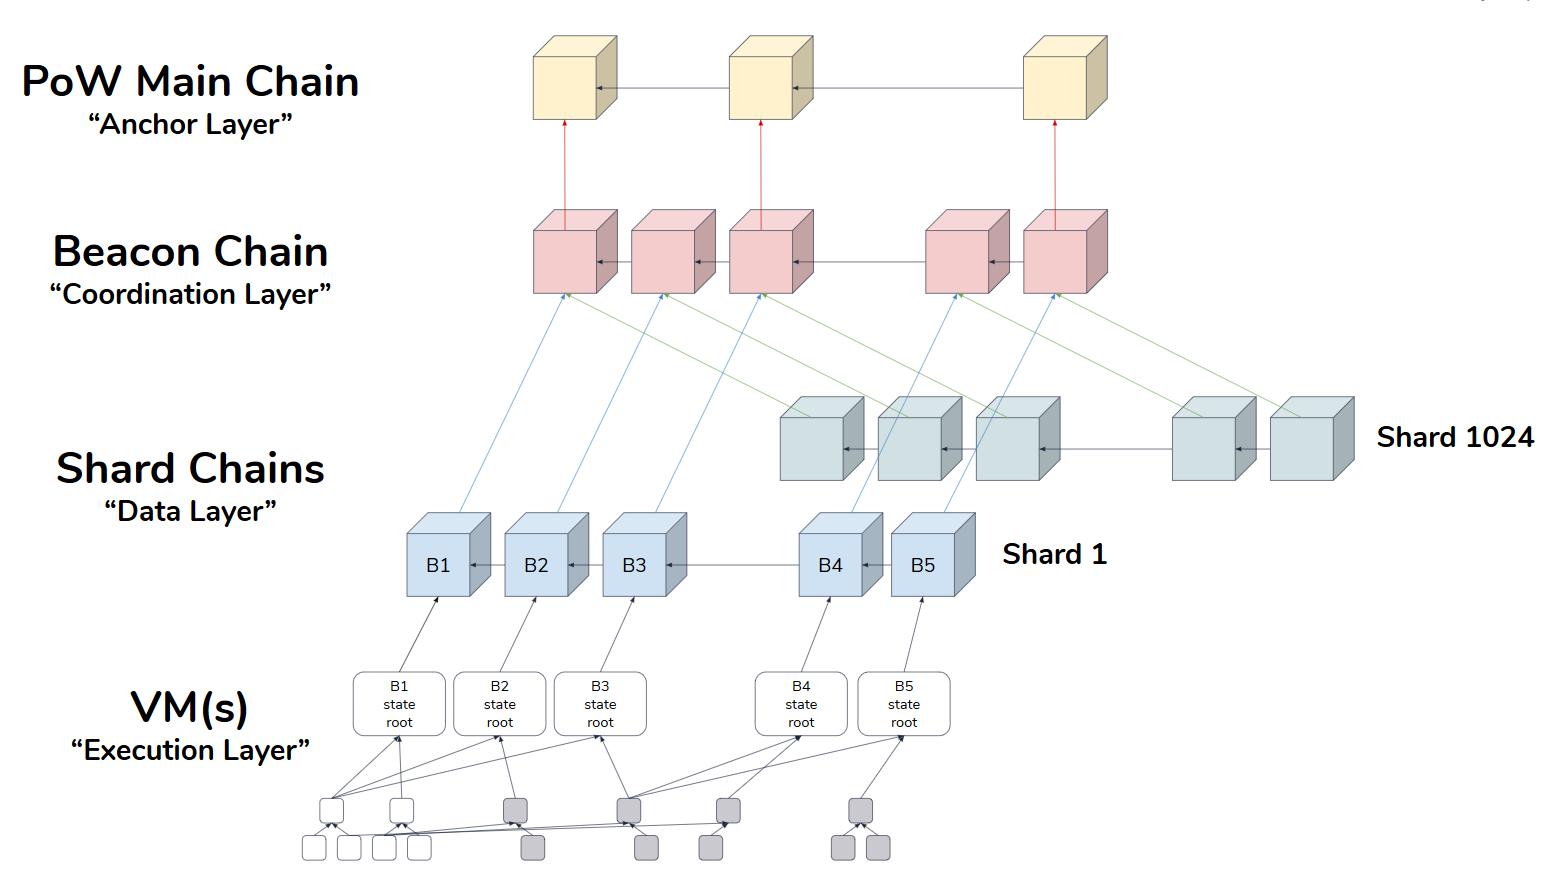 PoW Main Chain
“Anchor Layer”
Beacon Chain
“Coordination Layer”
Shard 1024
Shard Chains
“Data Layer”
Shard 1
B1
B2
B3
B4
B5
VM(s)
“Execution Layer”
B1
state
root
B2
state
root
B3
state
root
B4
state
root
B5
state
root